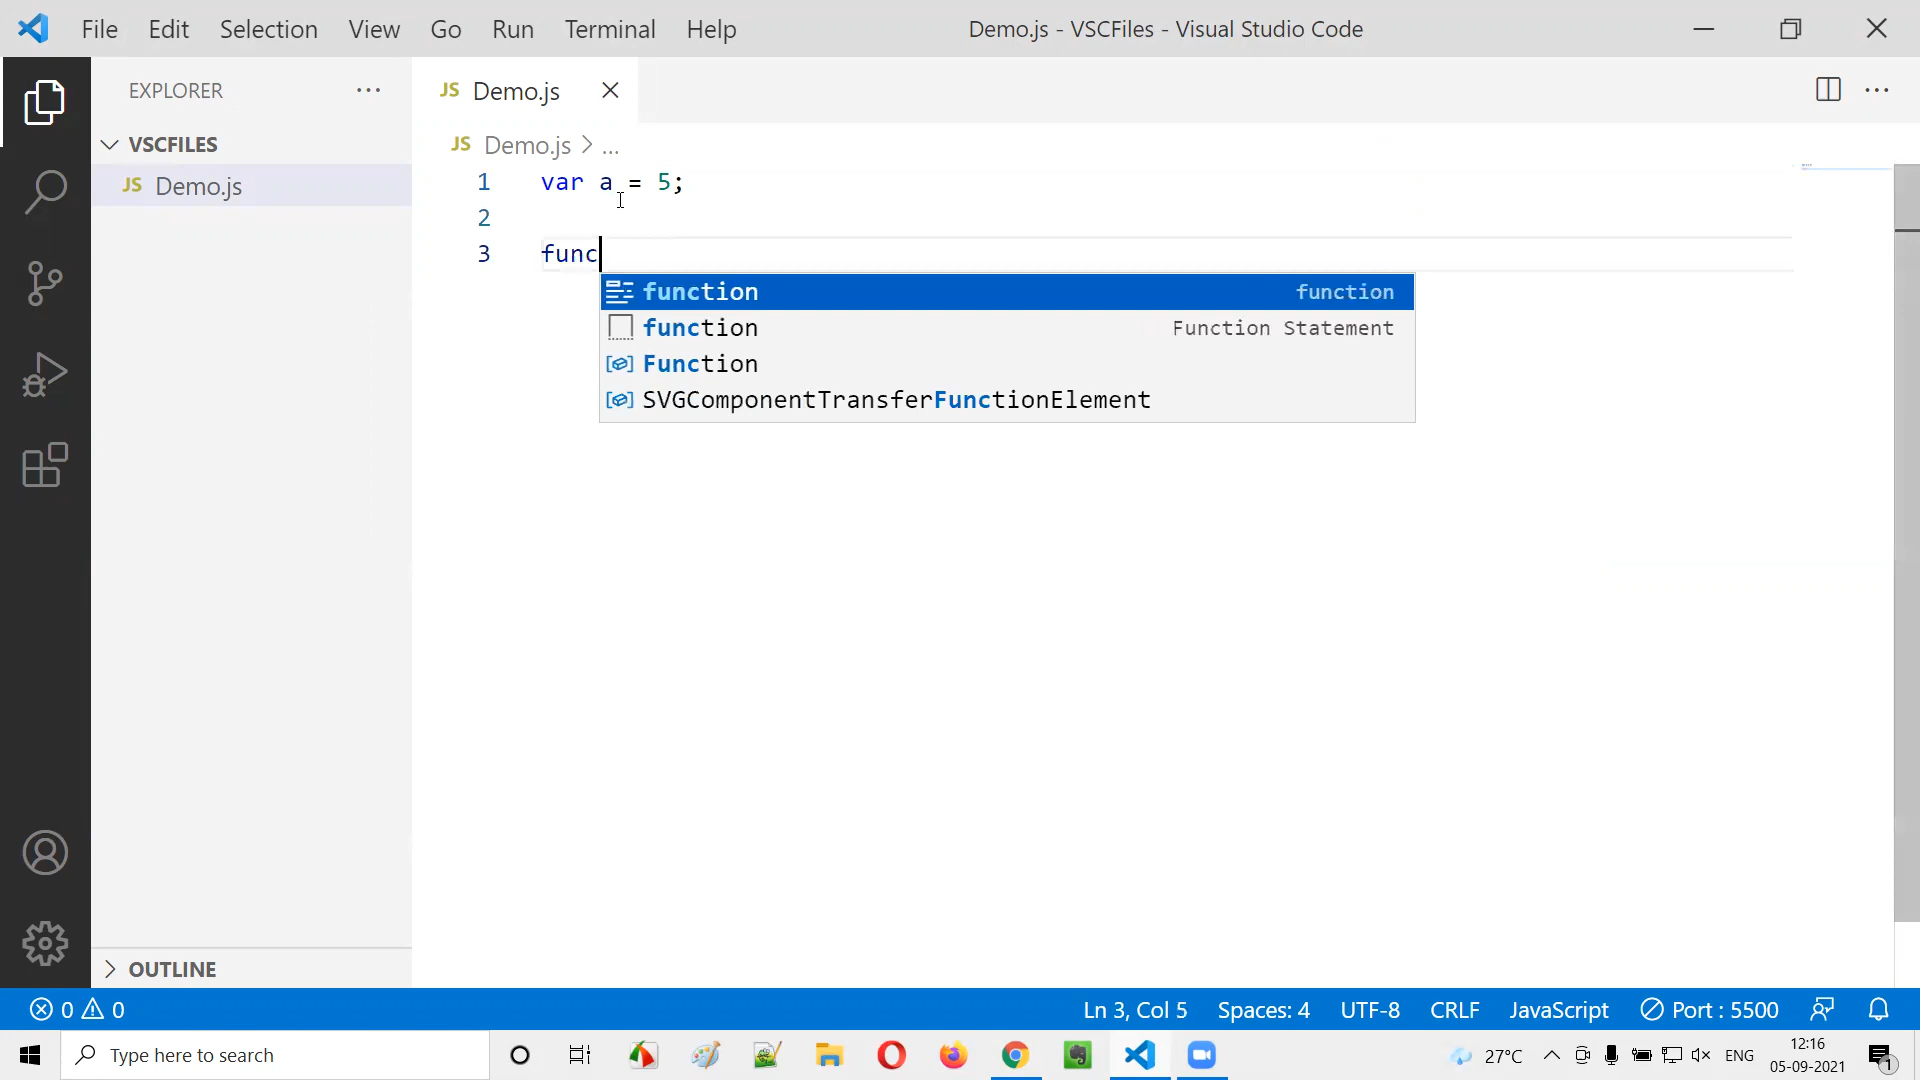 File Edit Selection View Go Run Terminal Help Demo.js - VSCFiles - Visual Studio Code
EXPLORER
JS Demo.js
VSCFILES
JS Demo.js > ...
JS Demo.js
1 var a = 5;
2
3 func
function function
function Function Statement
Function
SVGComponentTransferFunctionElement
OUTLINE
0 0 Ln 3, Col 5 Spaces: 4 UTF-8 CRLF JavaScript Port : 5500
Type here to search 27°C ENG 12:16
05-09-2021 1